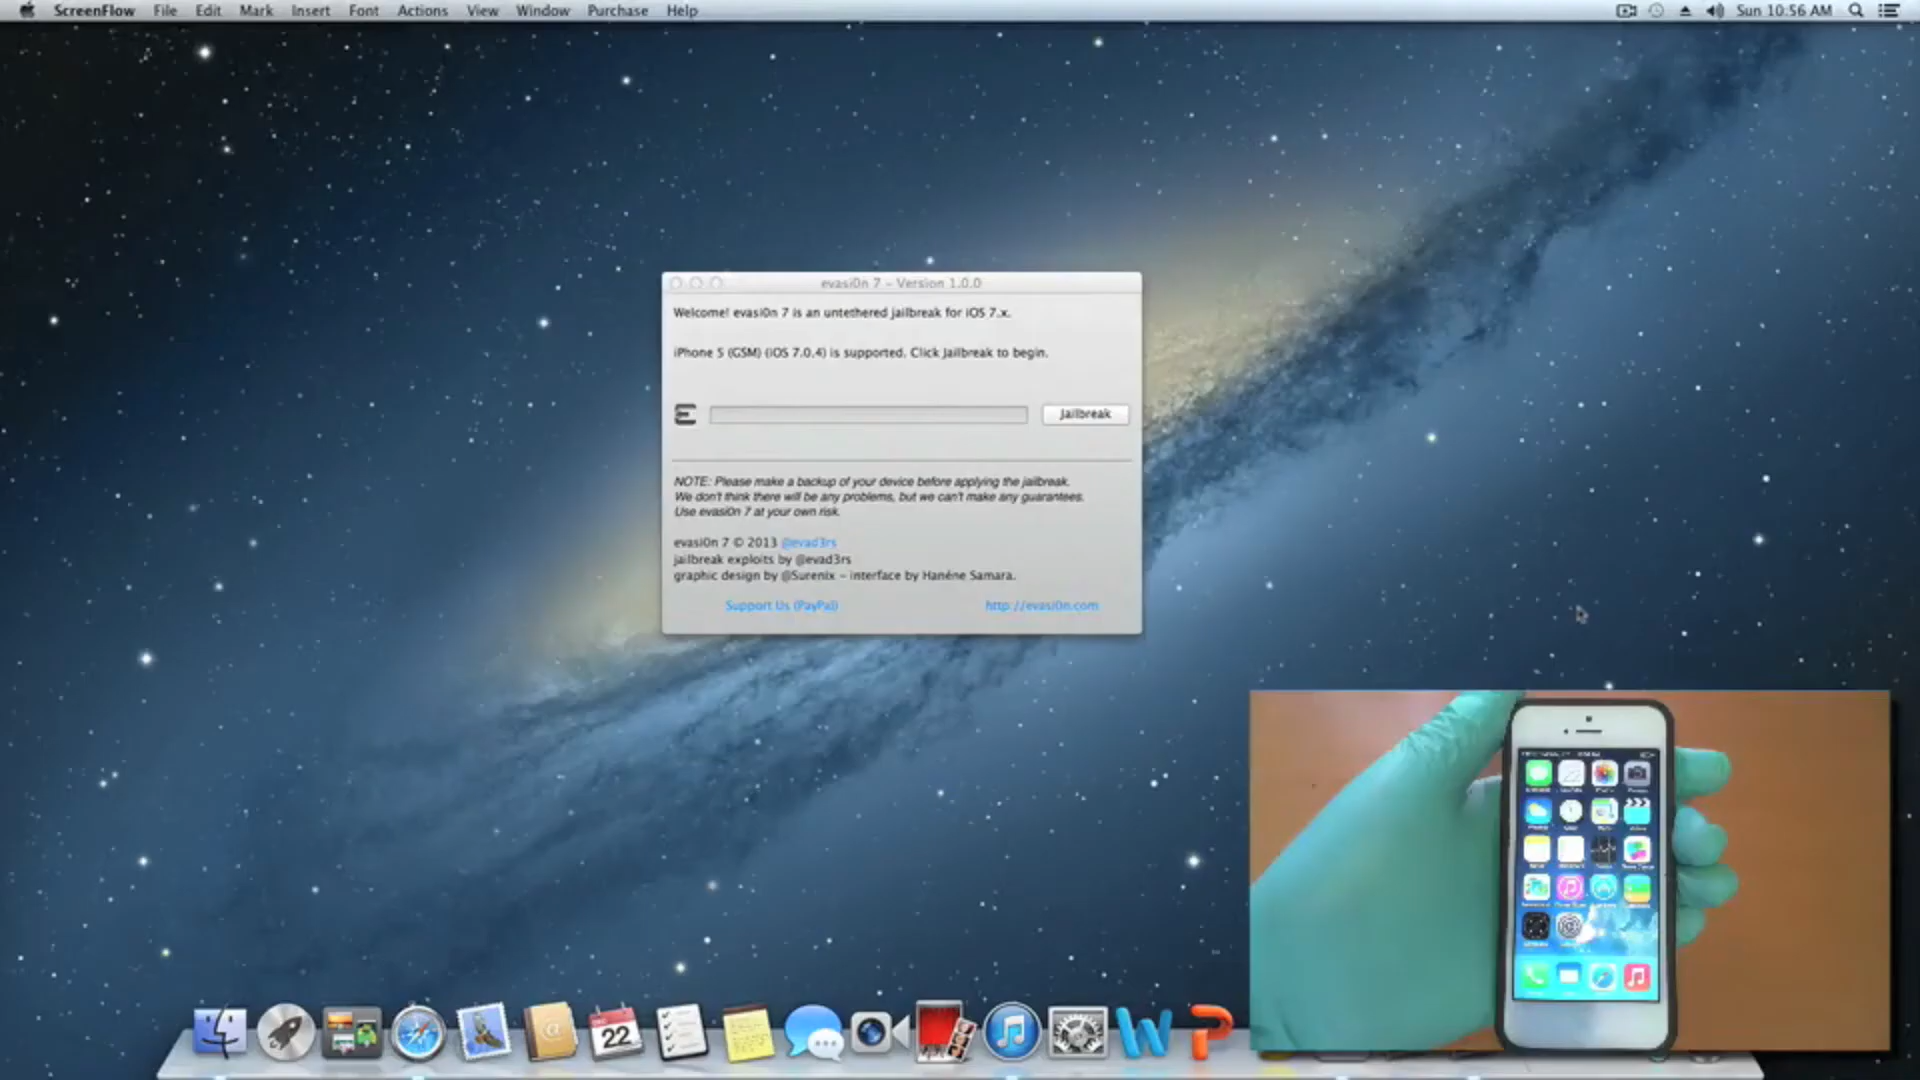 ScreenFlow File Edit Mark Insert Font Actions View Window Purchase Help
Sun 10:56 AM
evasi0n 7 – Version 1.0.0
Welcome! evasi0n 7 is an untethered jailbreak for iOS 7.x.
iPhone 5 (GSM) (iOS 7.0.4) is supported. Click Jailbreak to begin.
Jailbreak
NOTE: Please make a backup of your device before applying the jailbreak.
We don't think there will be any problems, but we can't make any guarantees.
Use evasi0n 7 at your own risk.
evasi0n 7 © 2013 @evad3rs
jailbreak exploits by @evad3rs
graphic design by @Surenix – interface by Hanéne Samara.
Support Us (PayPal)
http://evasi0n.com
22